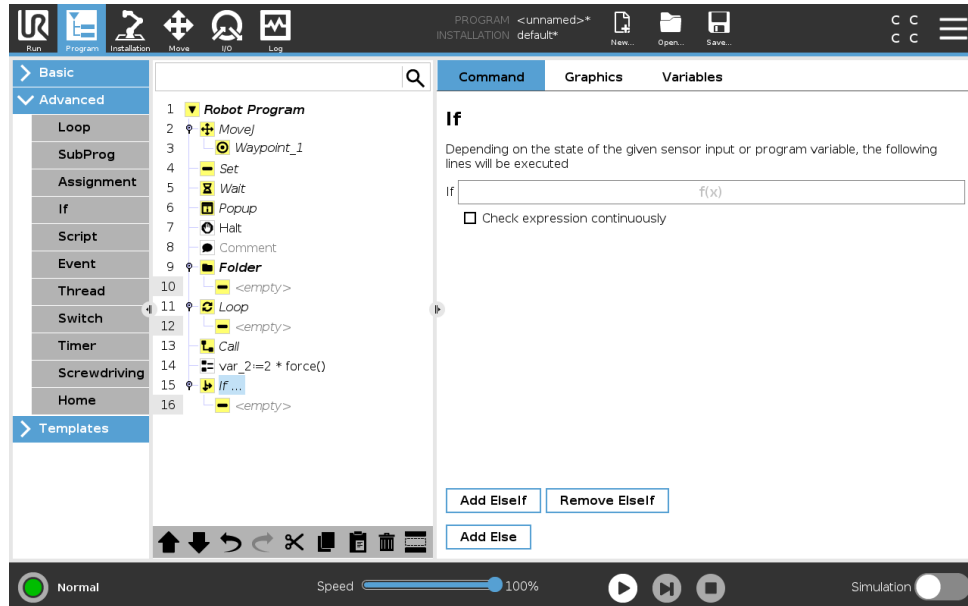 UR
PROGRAM <unnamed>*
INSTALLATION default*
C C
C C
Run Program Installation Move I/O Log New... Open... Save...
Basic
Advanced
Loop
SubProg
Assignment
If
Script
Event
Thread
Switch
Timer
Screwdriving
Home
Templates
1 Robot Program
2 MoveJ
3 Waypoint_1
4 Set
5 Wait
6 Popup
7 Halt
8 Comment
9 Folder
10 <empty>
11 Loop
12 <empty>
13 Call
14 var_2:=2 * force()
15 If ...
16 <empty>
Command Graphics Variables
If
Depending on the state of the given sensor input or program variable, the following
lines will be executed
If f(x)
Check expression continuously
Add ElseIf Remove ElseIf
Add Else
Normal Speed 100% Simulation